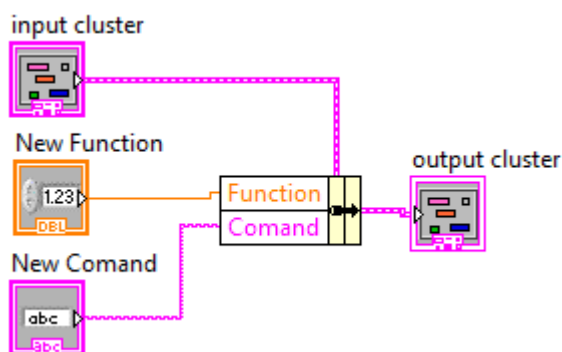 input cluster
New Function
1.23
DBL
output cluster
Function
Comand
New Comand
abc
abc